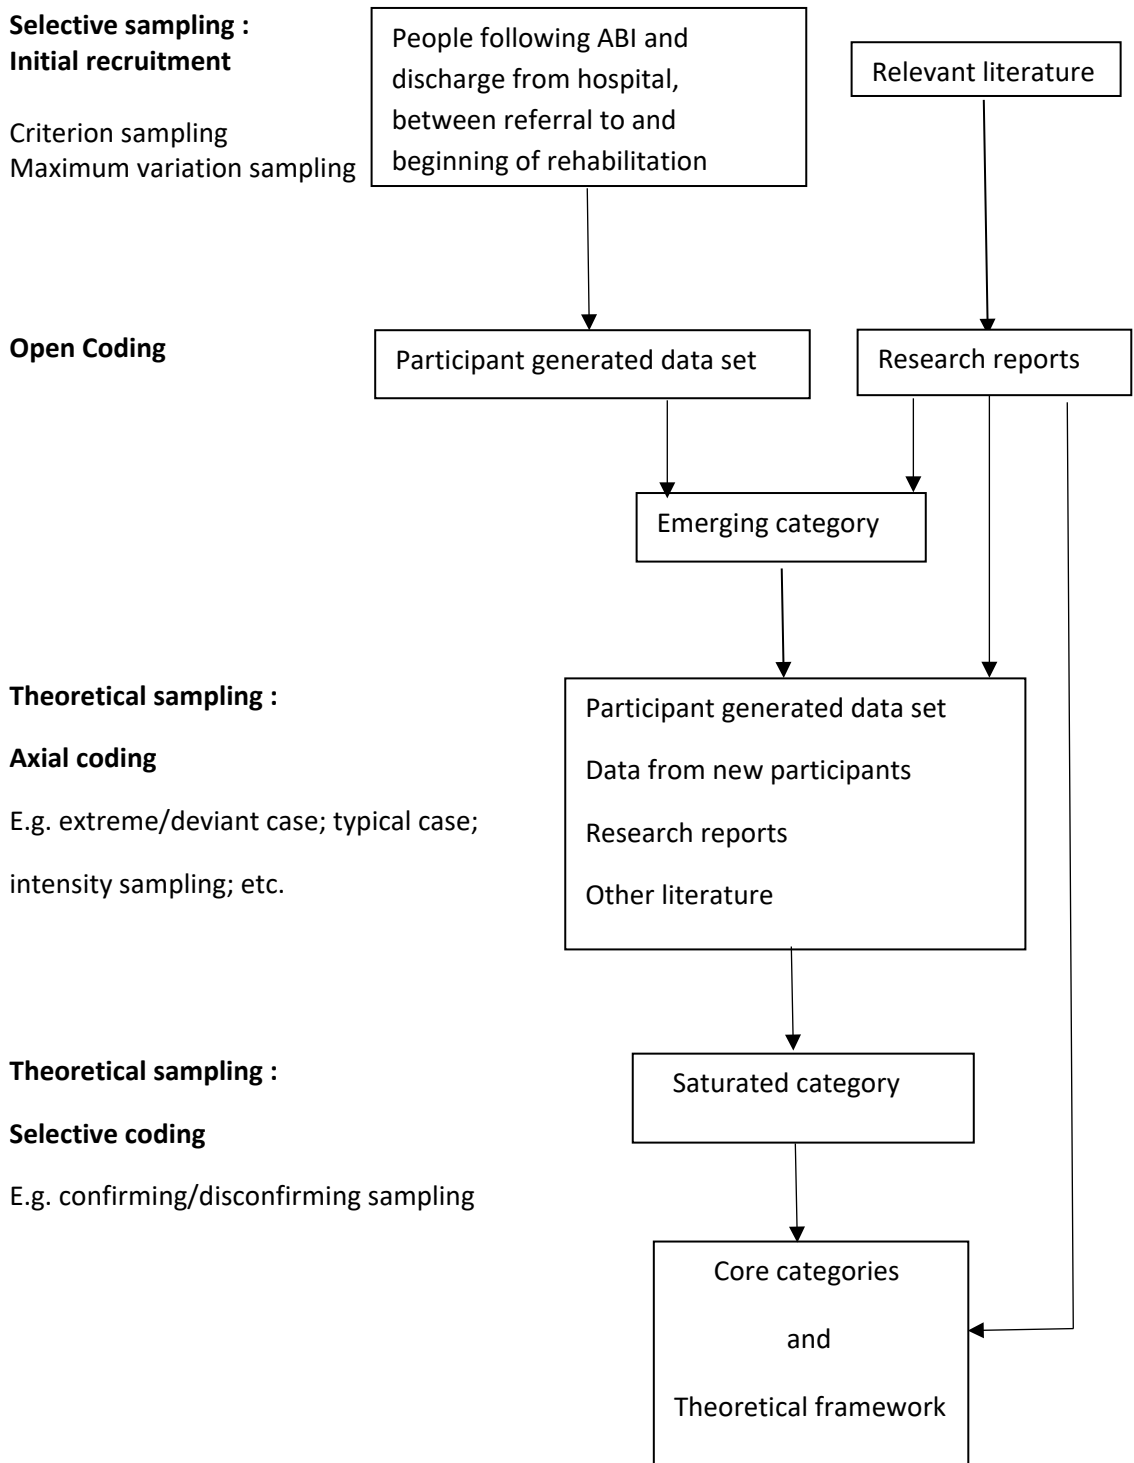 Selective sampling :
Initial recruitment
Criterion sampling
Maximum variation sampling
People following ABI and
discharge from hospital,
between referral to and
beginning of rehabilitation
Relevant literature
Open Coding
Participant generated data set
Research reports
Emerging category
Theoretical sampling :
Axial coding
E.g. extreme/deviant case; typical case;
intensity sampling; etc.
Participant generated data set
Data from new participants
Research reports
Other literature
Theoretical sampling :
Selective coding
E.g. confirming/disconfirming sampling
Saturated category
Core categories
and
Theoretical framework